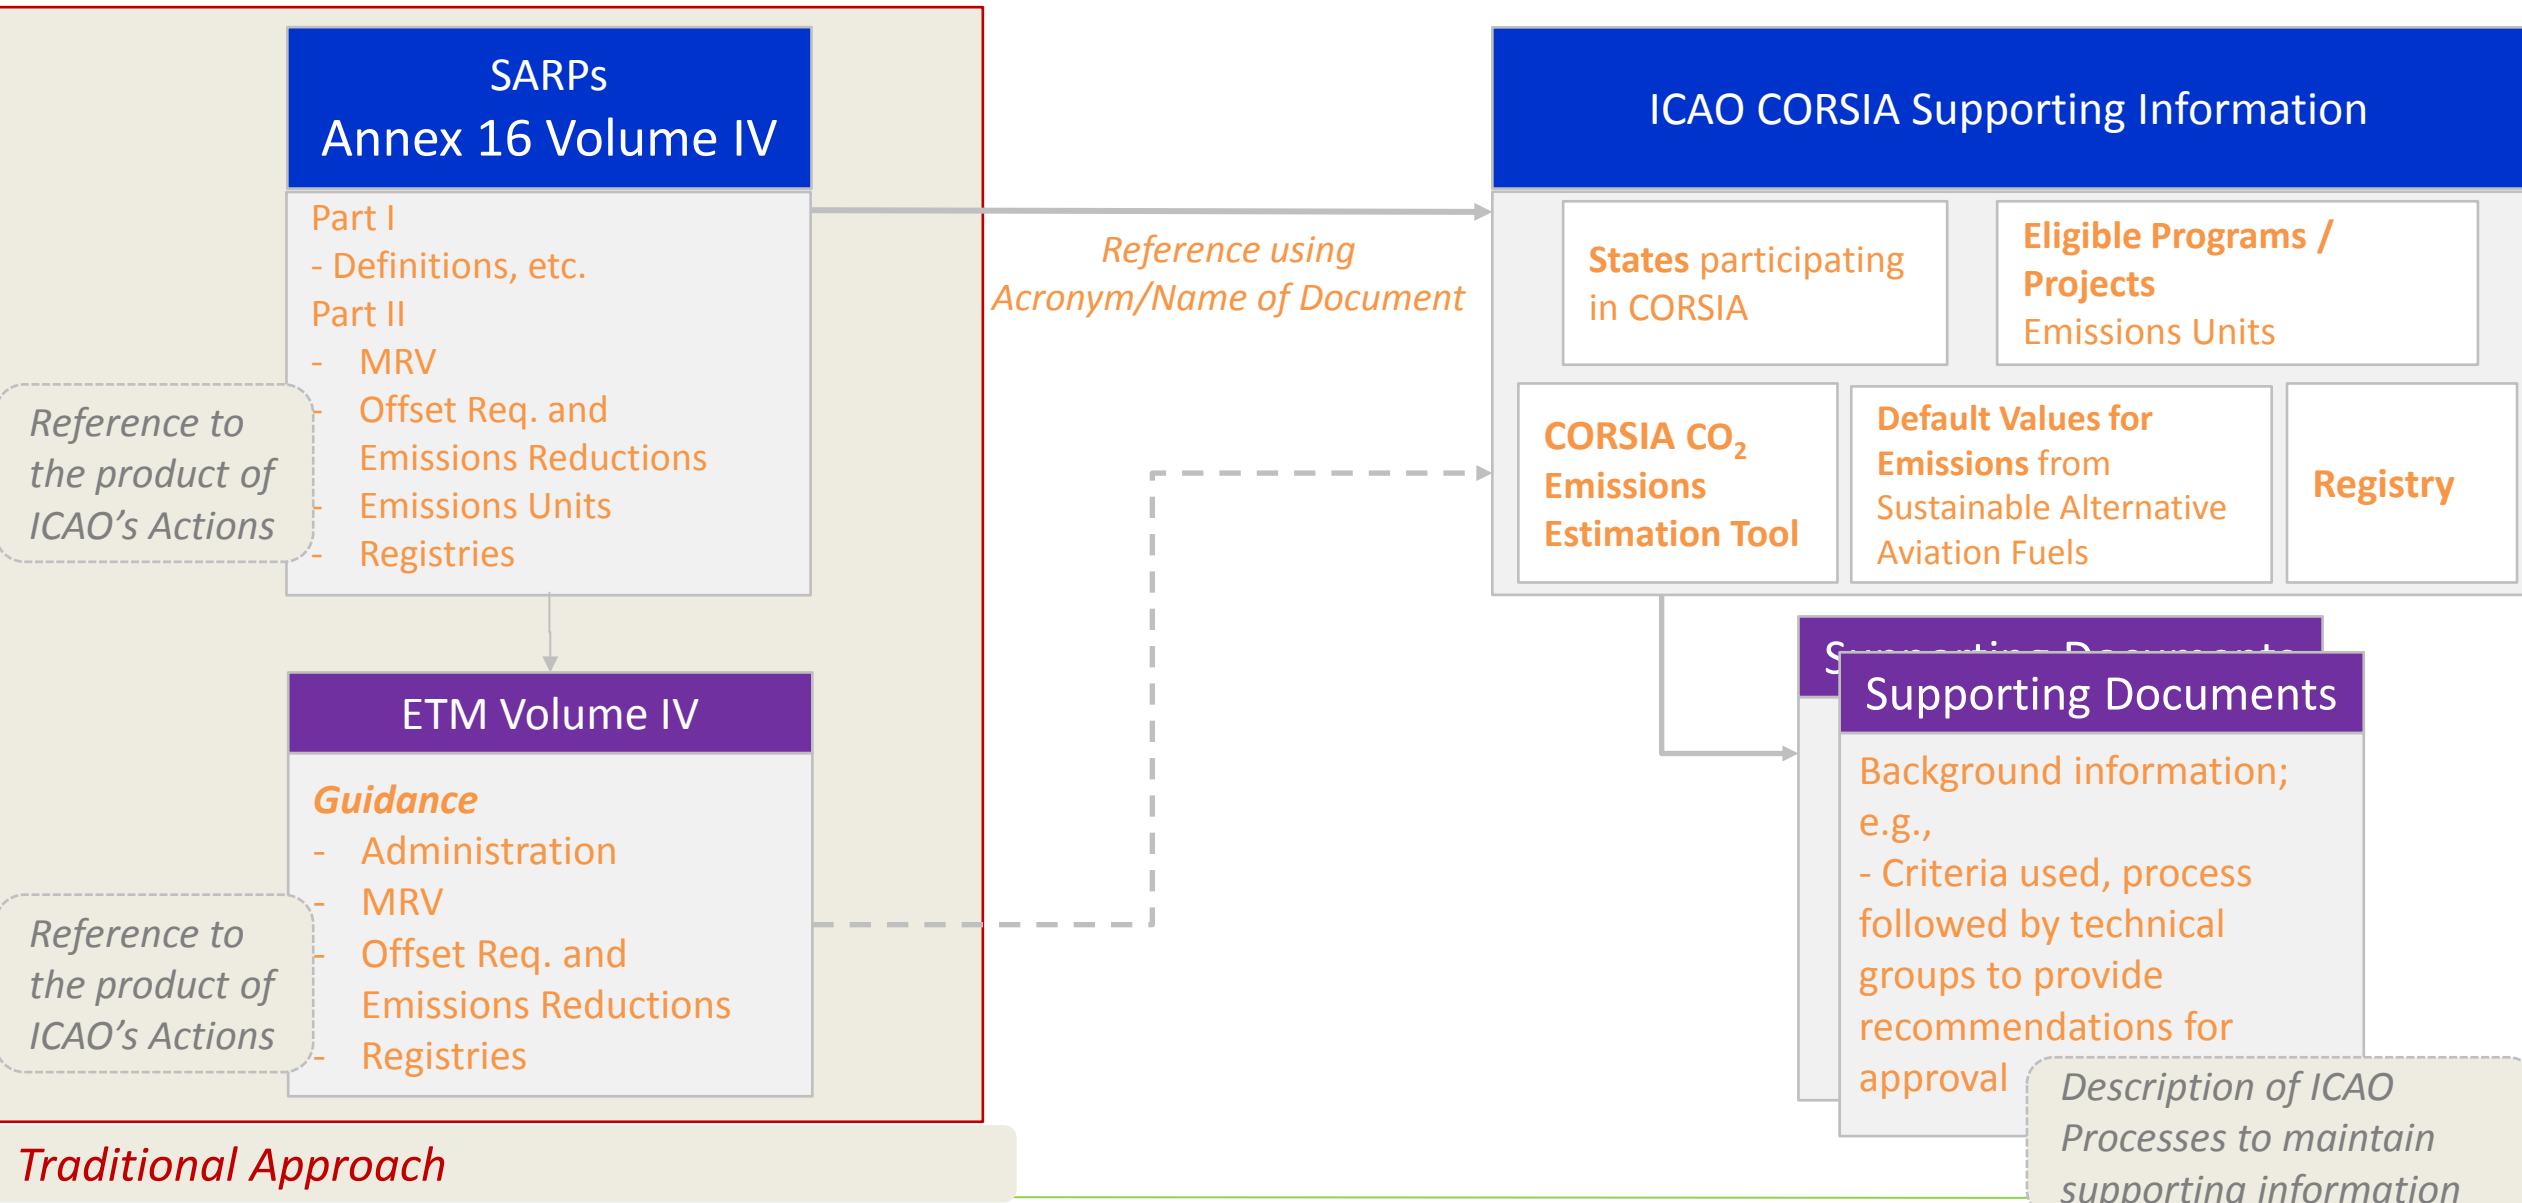 SARPs
Annex 16 Volume IV
Part I
- Definitions, etc.
Part II
- MRV
- Offset Req. and
Emissions Reductions
- Emissions Units
- Registries
Reference to
the product of
ICAO's Actions
ETM Volume IV
Guidance
- Administration
- MRV
- Offset Req. and
Emissions Reductions
- Registries
Reference to
the product of
ICAO's Actions
Traditional Approach
Reference using
Acronym/Name of Document
ICAO CORSIA Supporting Information
States participating
in CORSIA
Eligible Programs /
Projects
Emissions Units
CORSIA CO₂
Emissions
Estimation Tool
Default Values for
Emissions from
Sustainable Alternative
Aviation Fuels
Registry
Supporting Documents
Supporting Documents
Background information;
e.g.,
- Criteria used, process
followed by technical
groups to provide
recommendations for
approval
Description of ICAO
Processes to maintain
supporting information